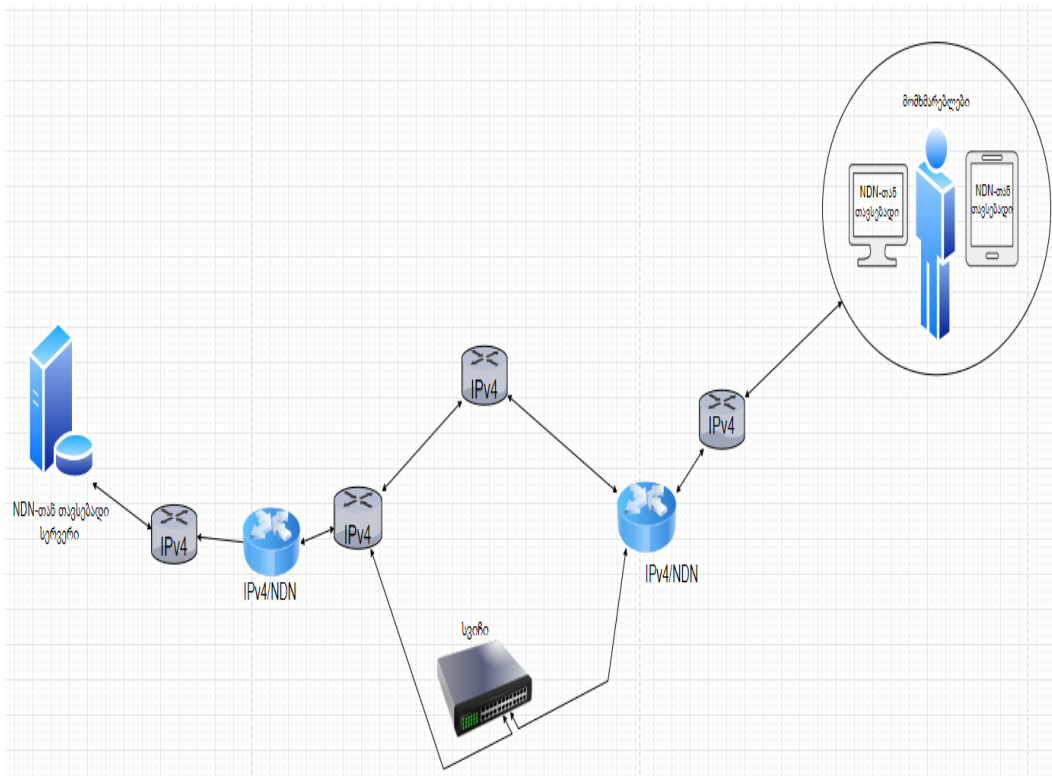 მომხმარებლები
NDN-თან
თავსებადი
NDN-თან
თავსებადი
IPv4
IPv4
NDN-თან თავსებადი
სერვერი
IPv4
IPv4
IPv4/NDN
IPv4/NDN
სვიჩი